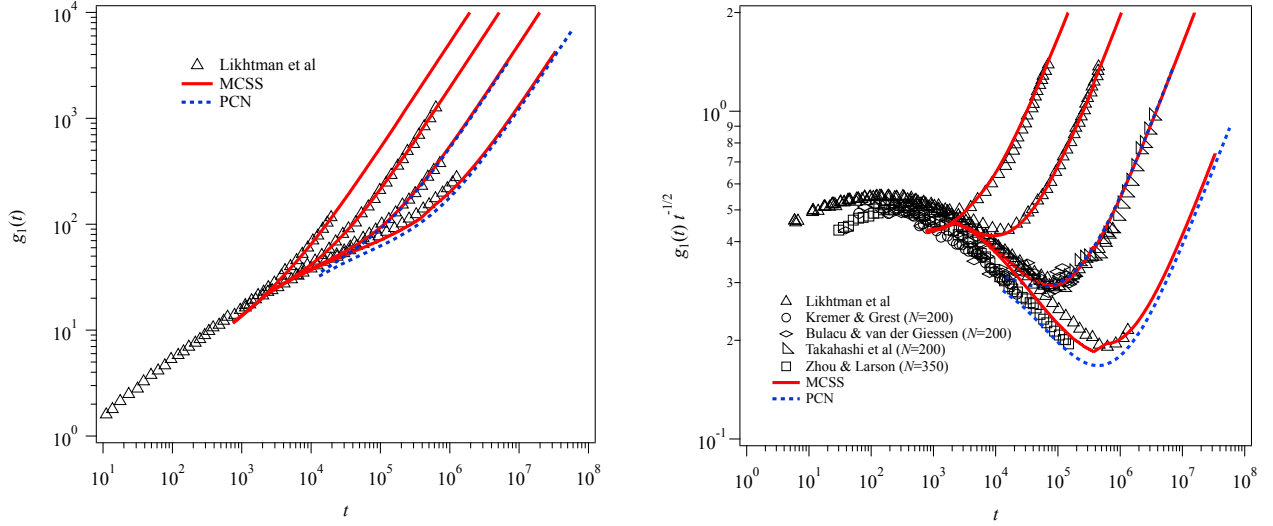 10^4
10^3
10^2
10^1
10^0
g₁(t)
Likhtman et al
MCSS
PCN
10^1 10^2 10^3 10^4 10^5 10^6 10^7 10^8
t
2
10^0
9
8
7
6
5
4
3
2
10^-1
g₁(t) t^-1/2
Likhtman et al
Kremer & Grest (N=200)
Bulacu & van der Giessen (N=200)
Takahashi et al (N=200)
Zhou & Larson (N=350)
MCSS
PCN
10^0 10^1 10^2 10^3 10^4 10^5 10^6 10^7 10^8
t